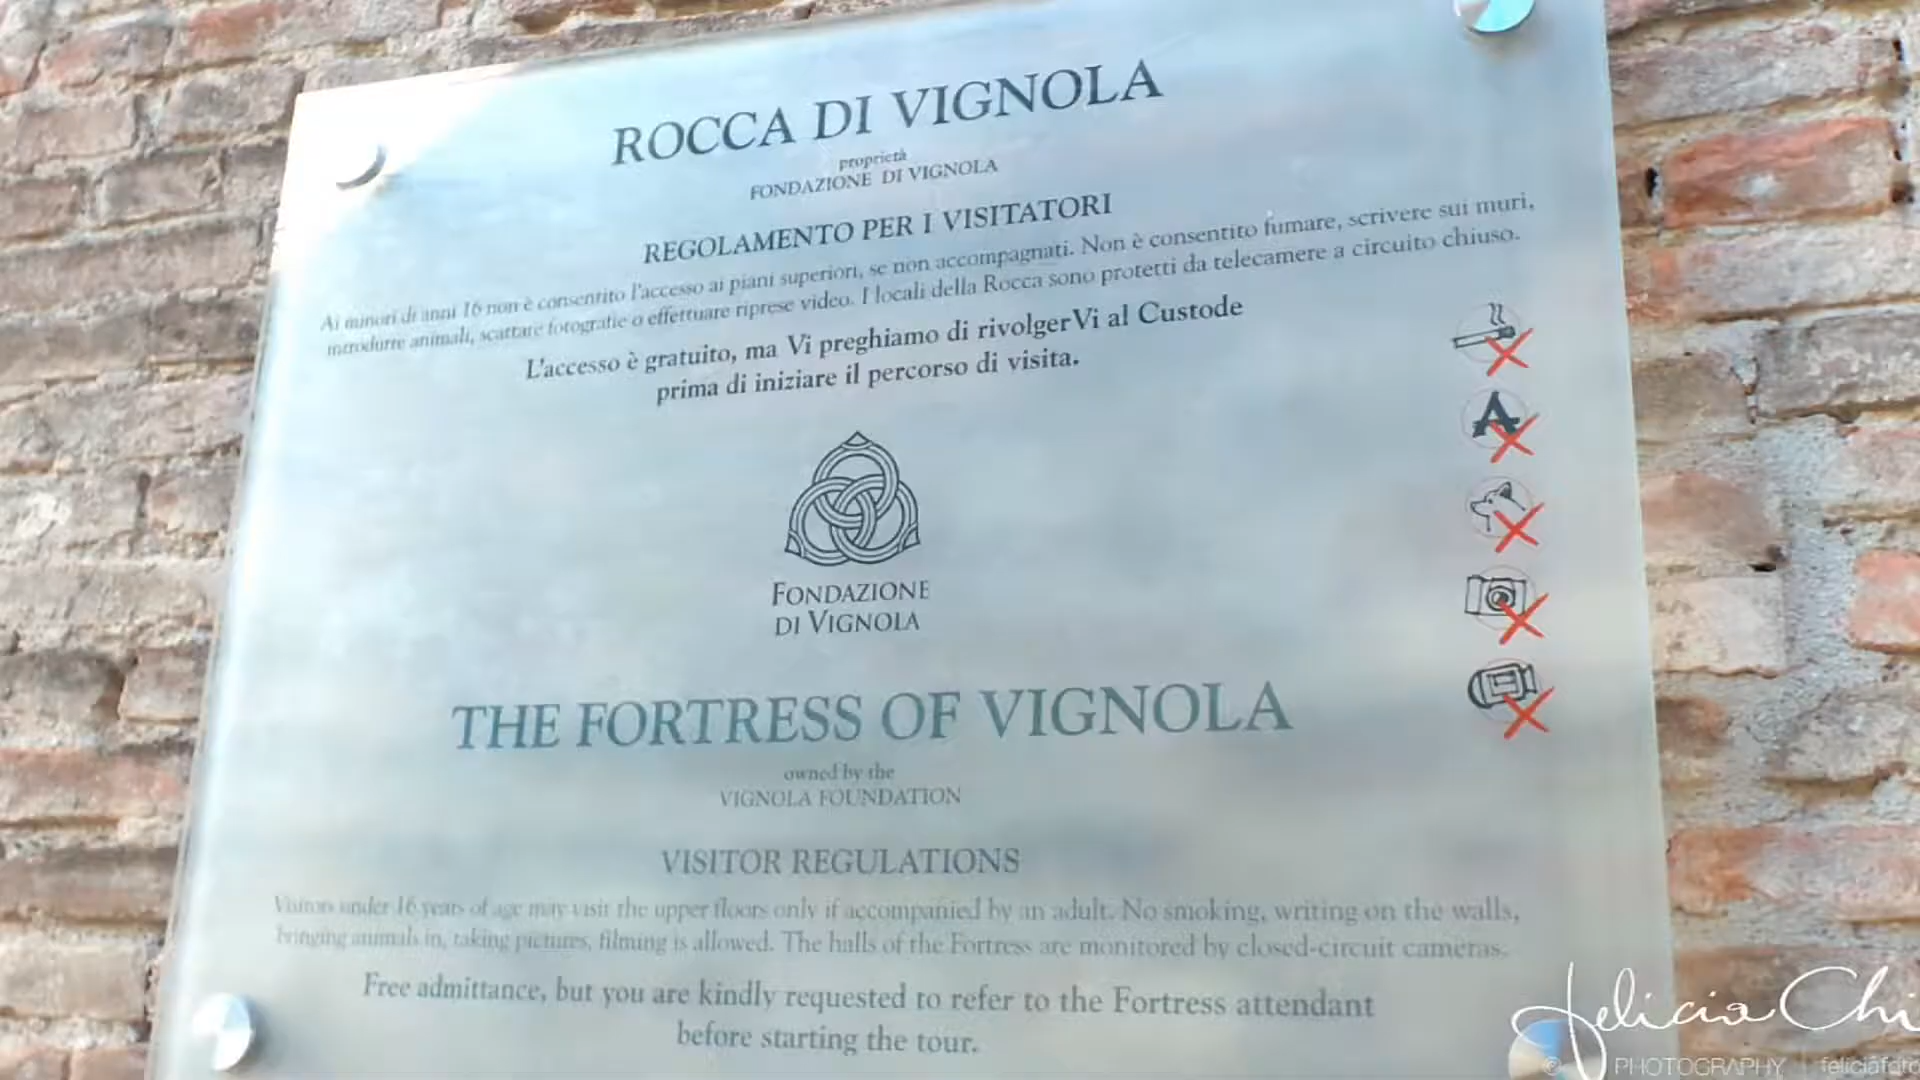 ROCCA DI VIGNOLA
proprietà
FONDAZIONE DI VIGNOLA
REGOLAMENTO PER I VISITATORI
Ai minori di anni 16 non è consentito l'accesso ai piani superiori, se non accompagnati. Non è consentito fumare, scrivere sui muri,
introdurre animali, scattare fotografie o effettuare riprese video. I locali della Rocca sono protetti da telecamere a circuito chiuso.
L'accesso è gratuito, ma Vi preghiamo di rivolgerVi al Custode
prima di iniziare il percorso di visita.
A
FONDAZIONE
DI VIGNOLA
THE FORTRESS OF VIGNOLA
owned by the
VIGNOLA FOUNDATION
VISITOR REGULATIONS
Visitors under 16 years of age may visit the upper floors only if accompanied by an adult. No smoking, writing on the walls,
bringing animals in, taking pictures, filming is allowed. The halls of the Fortress are monitored by closed-circuit cameras.
Free admittance, but you are kindly requested to refer to the Fortress attendant
before starting the tour.
Felicia Chi
© PHOTOGRAPHY | feliciafoto